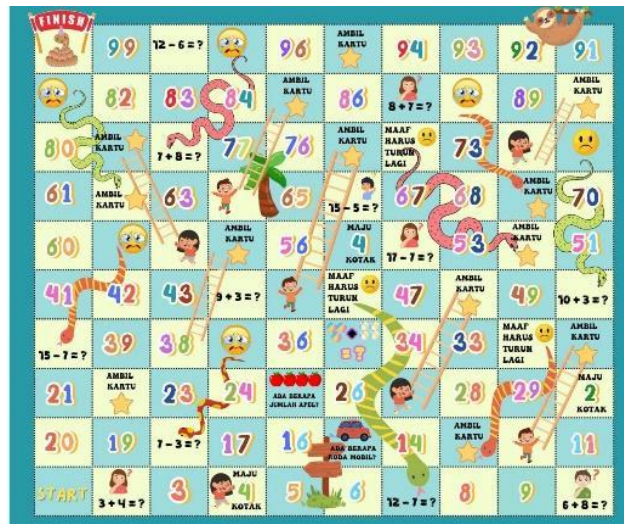 FINISH
99
12 - 6 = ?
96
AMBIL
KARTU
94
93
92
91
82
83
84
AMBIL
KARTU
86
8 + 7 = ?
89
AMBIL
KARTU
80
AMBIL
KARTU
7 + 8 = ?
77
76
AMBIL
KARTU
MAAF
HARUS
TURUN
LAGI
73
61
AMBIL
KARTU
63
65
15 - 5 = ?
67
68
AMBIL
KARTU
70
60
AMBIL
KARTU
56
MAJU
4
KOTAK
17 - 7 = ?
53
AMBIL
KARTU
51
41
42
43
9 + 3 = ?
MAAF
HARUS
TURUN
LAGI
47
AMBIL
KARTU
49
10 + 3 = ?
15 - 7 = ?
39
38
36
= ?
34
33
MAAF
HARUS
TURUN
LAGI
AMBIL
KARTU
21
AMBIL
KARTU
23
24
ADA BERAPA
JUMLAH APEL?
26
28
29
MAJU
2
KOTAK
20
19
7 - 3 = ?
17
16
ADA BERAPA
RODA MOBIL?
14
AMBIL
KARTU
11
START
3 + 4 = ?
3
MAJU
4
KOTAK
5
6
12 - 7 = ?
8
9
6 + 8 = ?